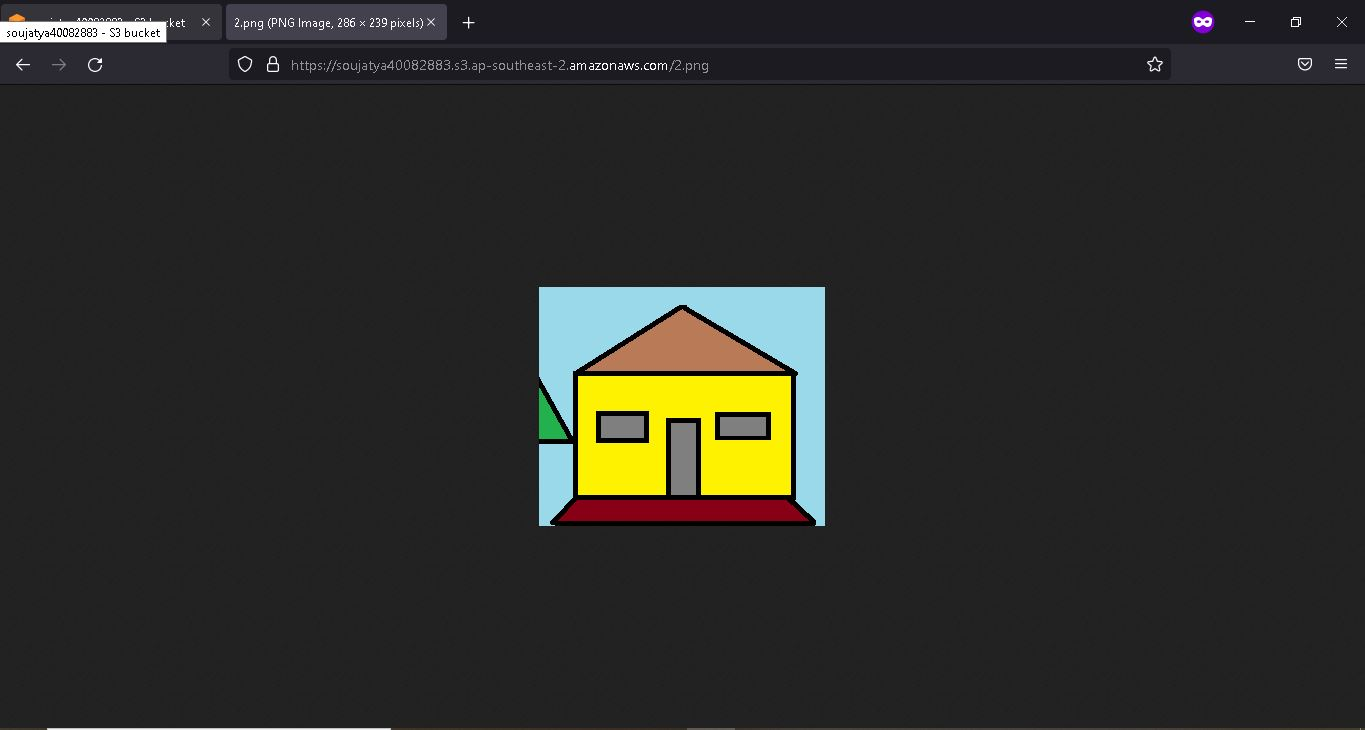 2.png (PNG Image, 286 × 239 pixels)
soujatya40082883 - S3 bucket
https://soujatya40082883.s3.ap-southeast-2.amazonaws.com/2.png